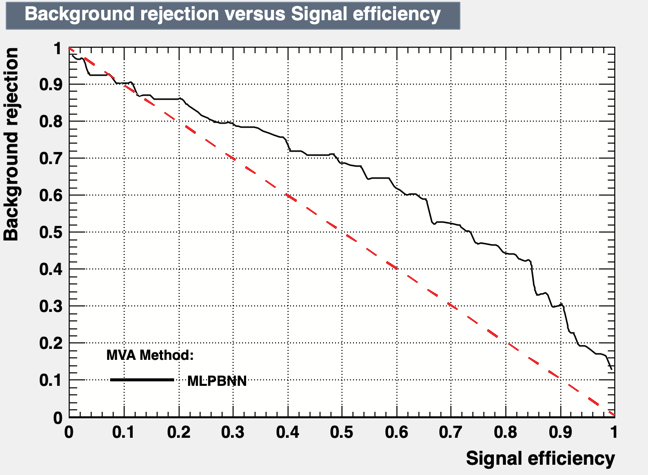 Background rejection versus Signal efficiency
Background rejection
1
0.9
0.8
0.7
0.6
0.5
0.4
0.3
0.2
0.1
0
MVA Method:
MLPBNN
0 0.1 0.2 0.3 0.4 0.5 0.6 0.7 0.8 0.9 1
Signal efficiency